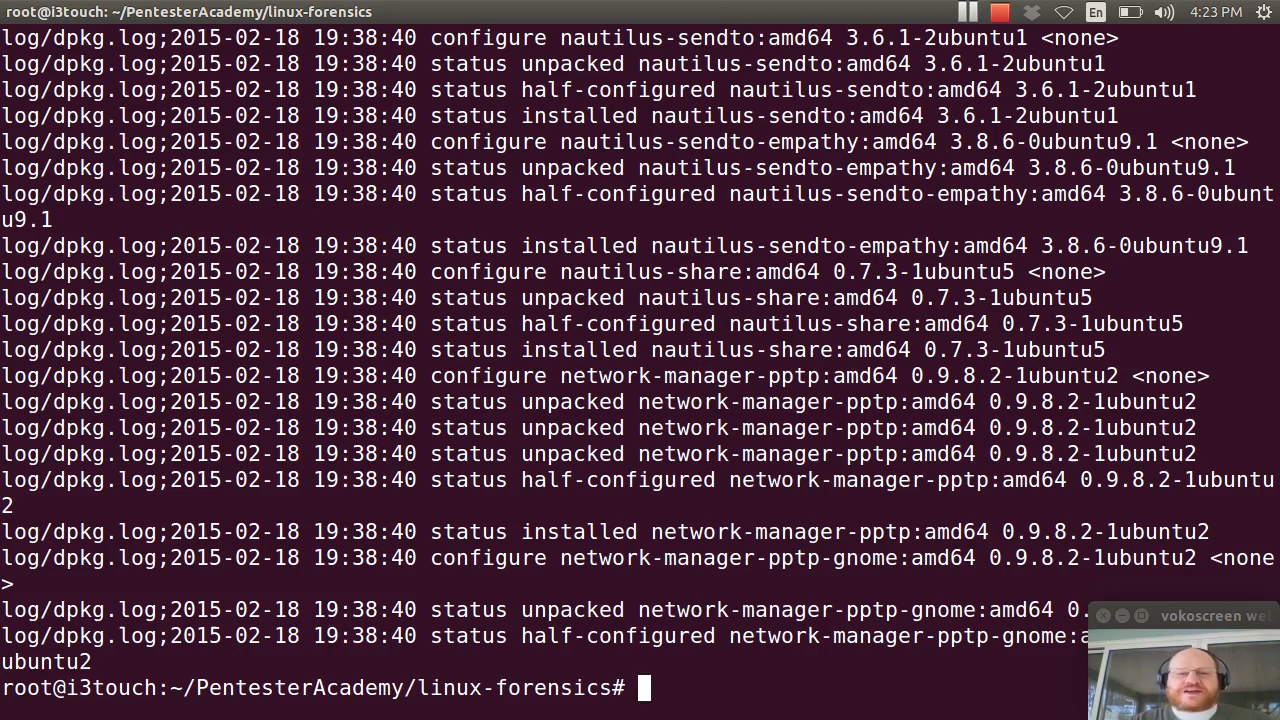 root@i3touch: ~/PentesterAcademy/linux-forensics
En
4:23 PM
log/dpkg.log;2015-02-18 19:38:40 configure nautilus-sendto:amd64 3.6.1-2ubuntu1 <none>
log/dpkg.log;2015-02-18 19:38:40 status unpacked nautilus-sendto:amd64 3.6.1-2ubuntu1
log/dpkg.log;2015-02-18 19:38:40 status half-configured nautilus-sendto:amd64 3.6.1-2ubuntu1
log/dpkg.log;2015-02-18 19:38:40 status installed nautilus-sendto:amd64 3.6.1-2ubuntu1
log/dpkg.log;2015-02-18 19:38:40 configure nautilus-sendto-empathy:amd64 3.8.6-0ubuntu9.1 <none>
log/dpkg.log;2015-02-18 19:38:40 status unpacked nautilus-sendto-empathy:amd64 3.8.6-0ubuntu9.1
log/dpkg.log;2015-02-18 19:38:40 status half-configured nautilus-sendto-empathy:amd64 3.8.6-0ubunt
u9.1
log/dpkg.log;2015-02-18 19:38:40 status installed nautilus-sendto-empathy:amd64 3.8.6-0ubuntu9.1
log/dpkg.log;2015-02-18 19:38:40 configure nautilus-share:amd64 0.7.3-1ubuntu5 <none>
log/dpkg.log;2015-02-18 19:38:40 status unpacked nautilus-share:amd64 0.7.3-1ubuntu5
log/dpkg.log;2015-02-18 19:38:40 status half-configured nautilus-share:amd64 0.7.3-1ubuntu5
log/dpkg.log;2015-02-18 19:38:40 status installed nautilus-share:amd64 0.7.3-1ubuntu5
log/dpkg.log;2015-02-18 19:38:40 configure network-manager-pptp:amd64 0.9.8.2-1ubuntu2 <none>
log/dpkg.log;2015-02-18 19:38:40 status unpacked network-manager-pptp:amd64 0.9.8.2-1ubuntu2
log/dpkg.log;2015-02-18 19:38:40 status unpacked network-manager-pptp:amd64 0.9.8.2-1ubuntu2
log/dpkg.log;2015-02-18 19:38:40 status unpacked network-manager-pptp:amd64 0.9.8.2-1ubuntu2
log/dpkg.log;2015-02-18 19:38:40 status half-configured network-manager-pptp:amd64 0.9.8.2-1ubuntu
2
log/dpkg.log;2015-02-18 19:38:40 status installed network-manager-pptp:amd64 0.9.8.2-1ubuntu2
log/dpkg.log;2015-02-18 19:38:40 configure network-manager-pptp-gnome:amd64 0.9.8.2-1ubuntu2 <none
>
log/dpkg.log;2015-02-18 19:38:40 status unpacked network-manager-pptp-gnome:amd64 0.
vokoscreen we
log/dpkg.log;2015-02-18 19:38:40 status half-configured network-manager-pptp-gnome:a
ubuntu2
root@i3touch:~/PentesterAcademy/linux-forensics#